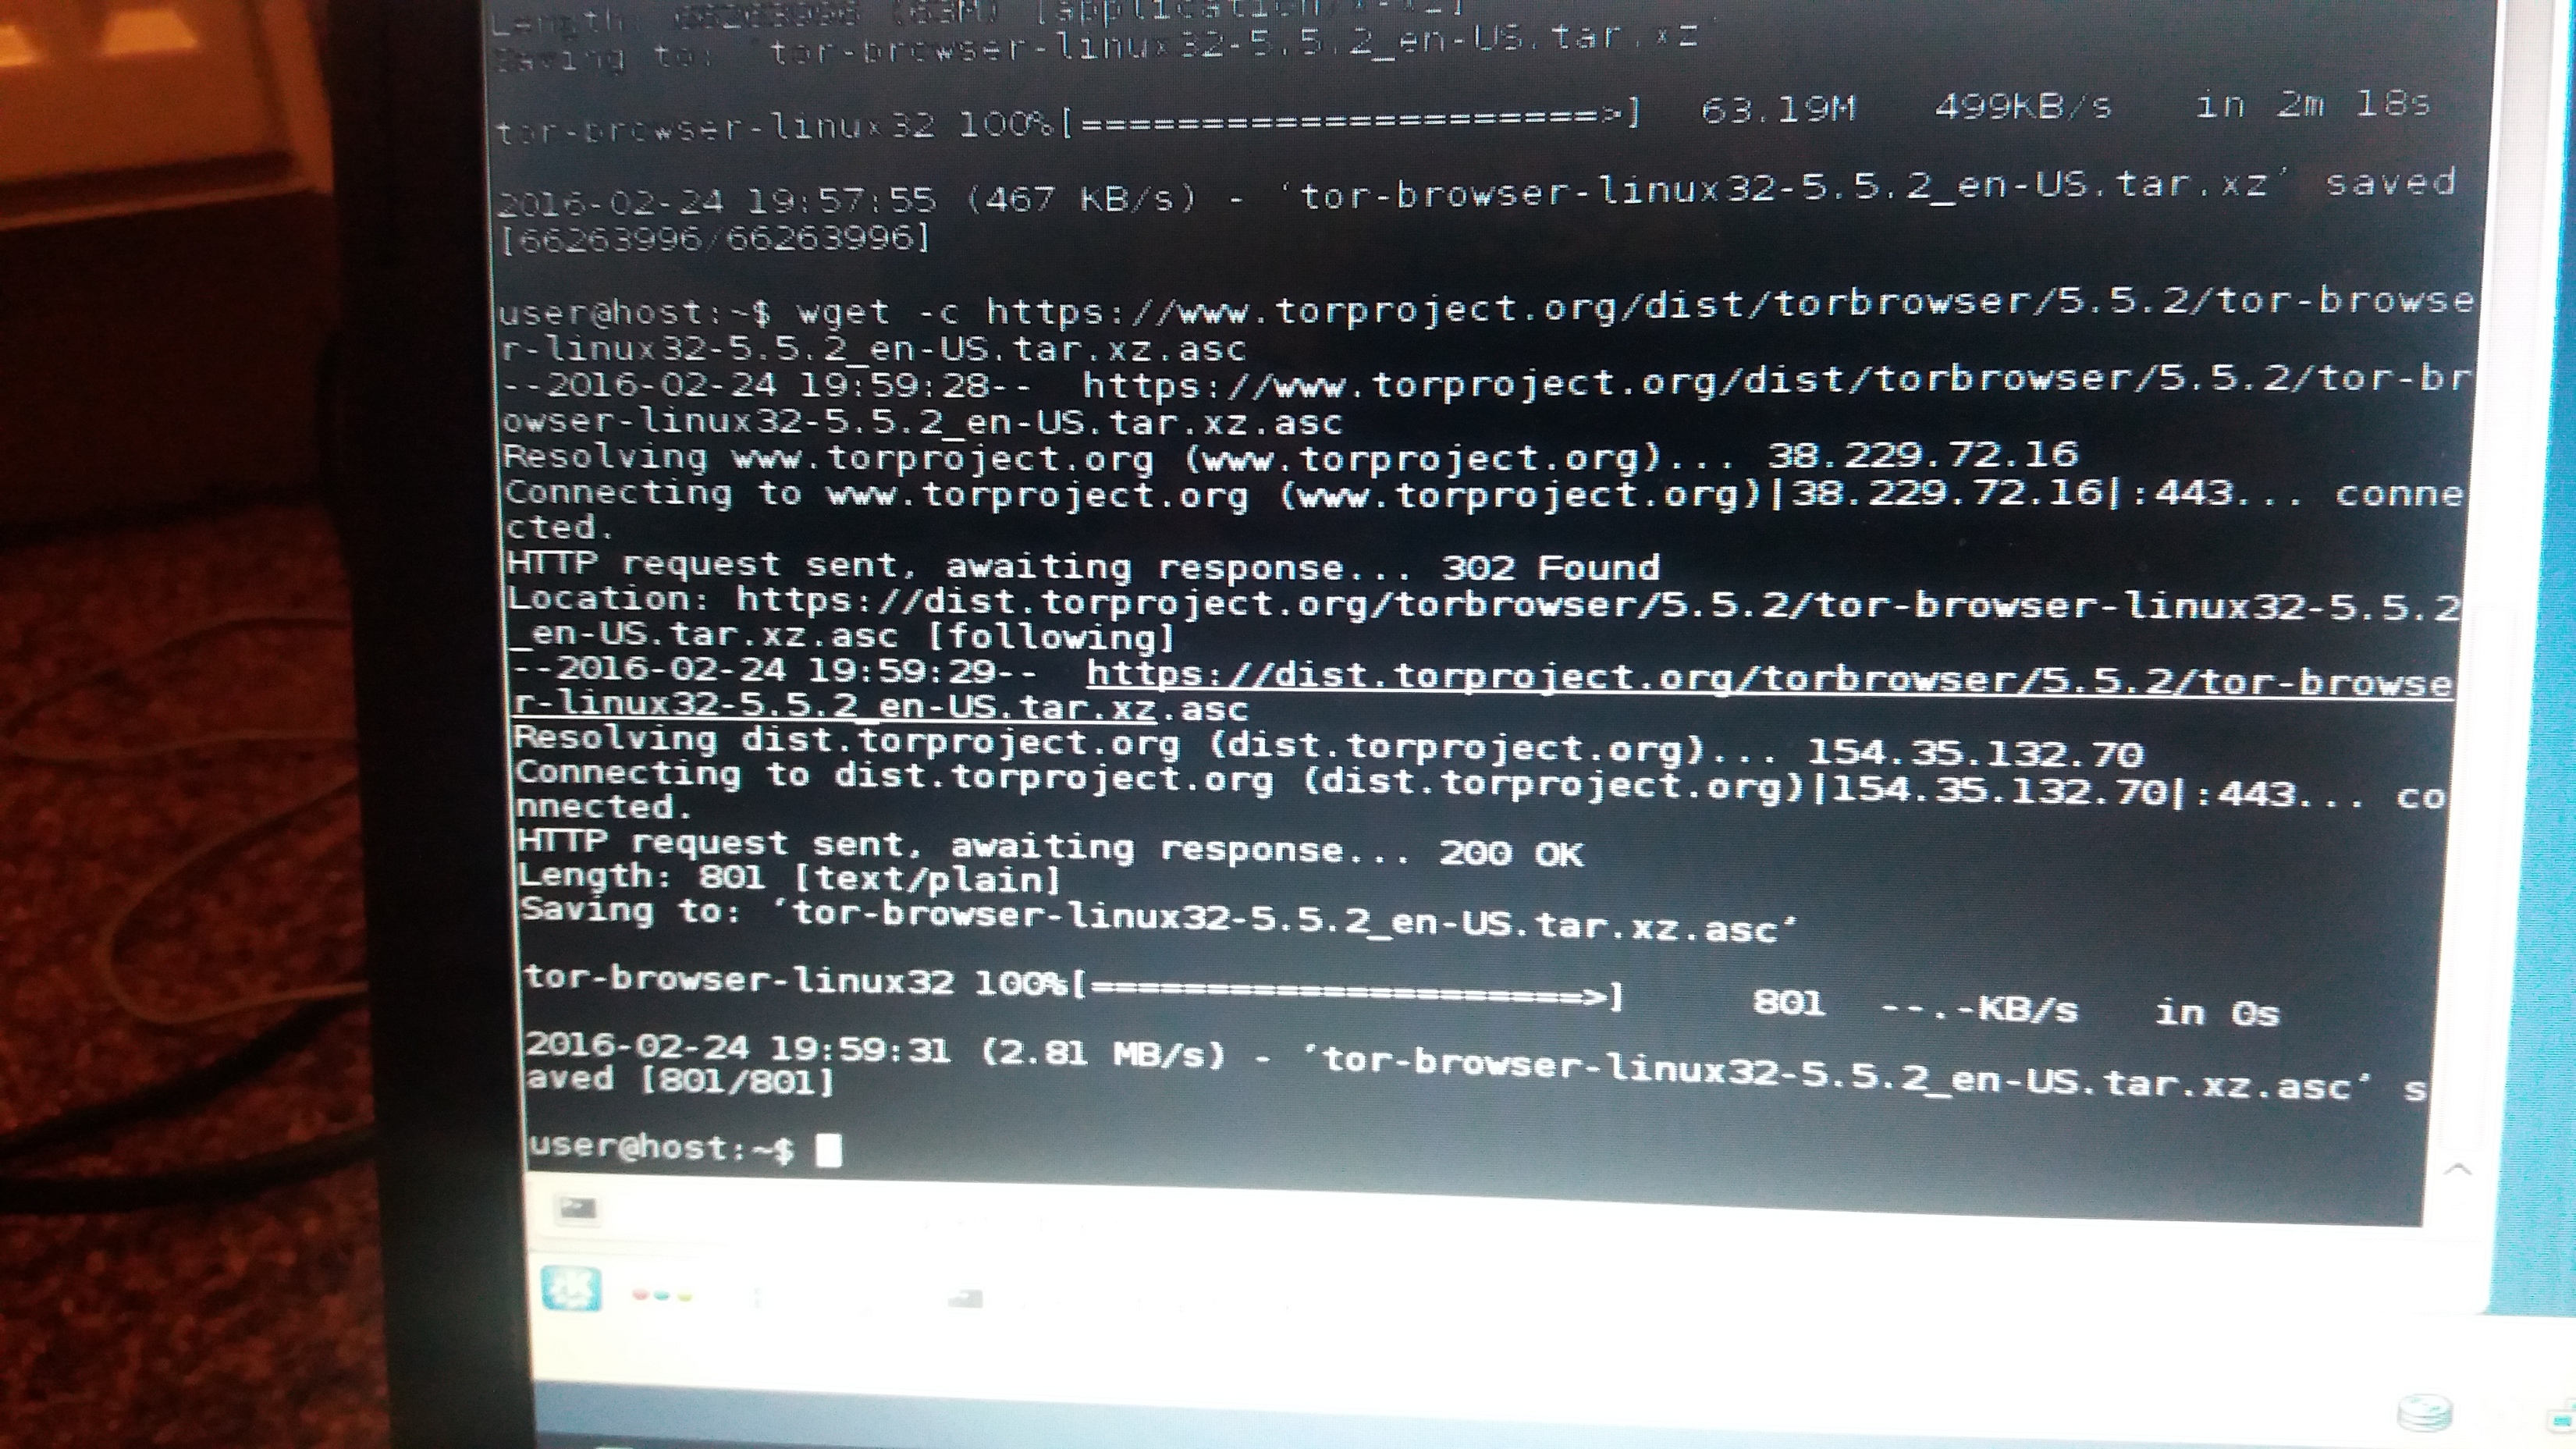 Length: 66263996 (63M) [application/x-xz]
Saving to: ‘tor-browser-linux32-5.5.2_en-US.tar.xz’
tor-browser-linux32 100%[=====================>] 63.19M 499KB/s in 2m 18s
2016-02-24 19:57:55 (467 KB/s) - ‘tor-browser-linux32-5.5.2_en-US.tar.xz’ saved
[66263996/66263996]
user@host:~$ wget -c https://www.torproject.org/dist/torbrowser/5.5.2/tor-browse
r-linux32-5.5.2_en-US.tar.xz.asc
--2016-02-24 19:59:28-- https://www.torproject.org/dist/torbrowser/5.5.2/tor-br
owser-linux32-5.5.2_en-US.tar.xz.asc
Resolving www.torproject.org (www.torproject.org)... 38.229.72.16
Connecting to www.torproject.org (www.torproject.org)|38.229.72.16|:443... conne
cted.
HTTP request sent, awaiting response... 302 Found
Location: https://dist.torproject.org/torbrowser/5.5.2/tor-browser-linux32-5.5.2
_en-US.tar.xz.asc [following]
--2016-02-24 19:59:29-- https://dist.torproject.org/torbrowser/5.5.2/tor-browse
r-linux32-5.5.2_en-US.tar.xz.asc
Resolving dist.torproject.org (dist.torproject.org)... 154.35.132.70
Connecting to dist.torproject.org (dist.torproject.org)|154.35.132.70|:443... co
nnected.
HTTP request sent, awaiting response... 200 OK
Length: 801 [text/plain]
Saving to: ‘tor-browser-linux32-5.5.2_en-US.tar.xz.asc’
tor-browser-linux32 100%[=====================>] 801 --.-KB/s in 0s
2016-02-24 19:59:31 (2.81 MB/s) - ‘tor-browser-linux32-5.5.2_en-US.tar.xz.asc’ s
aved [801/801]
user@host:~$